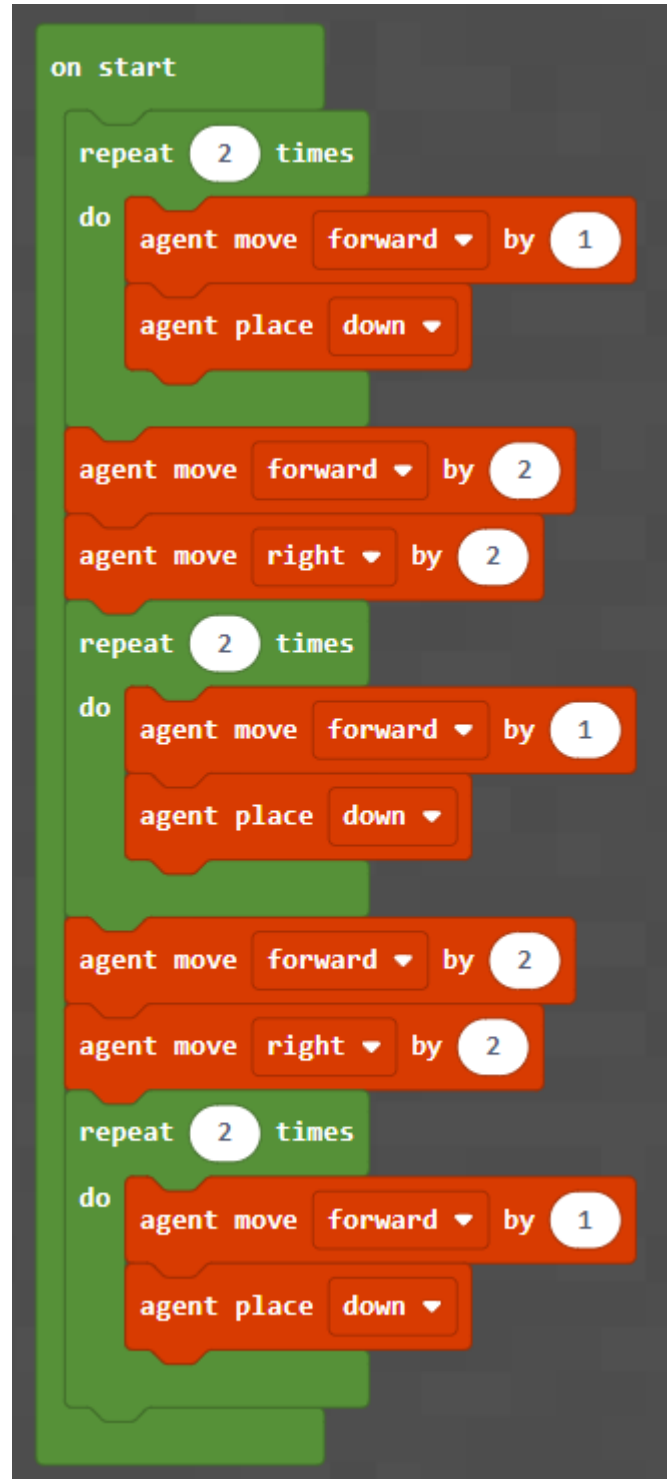 on start
repeat 2 times
do
agent move forward by 1
agent place down
agent move forward by 2
agent move right by 2
repeat 2 times
do
agent move forward by 1
agent place down
agent move forward by 2
agent move right by 2
repeat 2 times
do
agent move forward by 1
agent place down